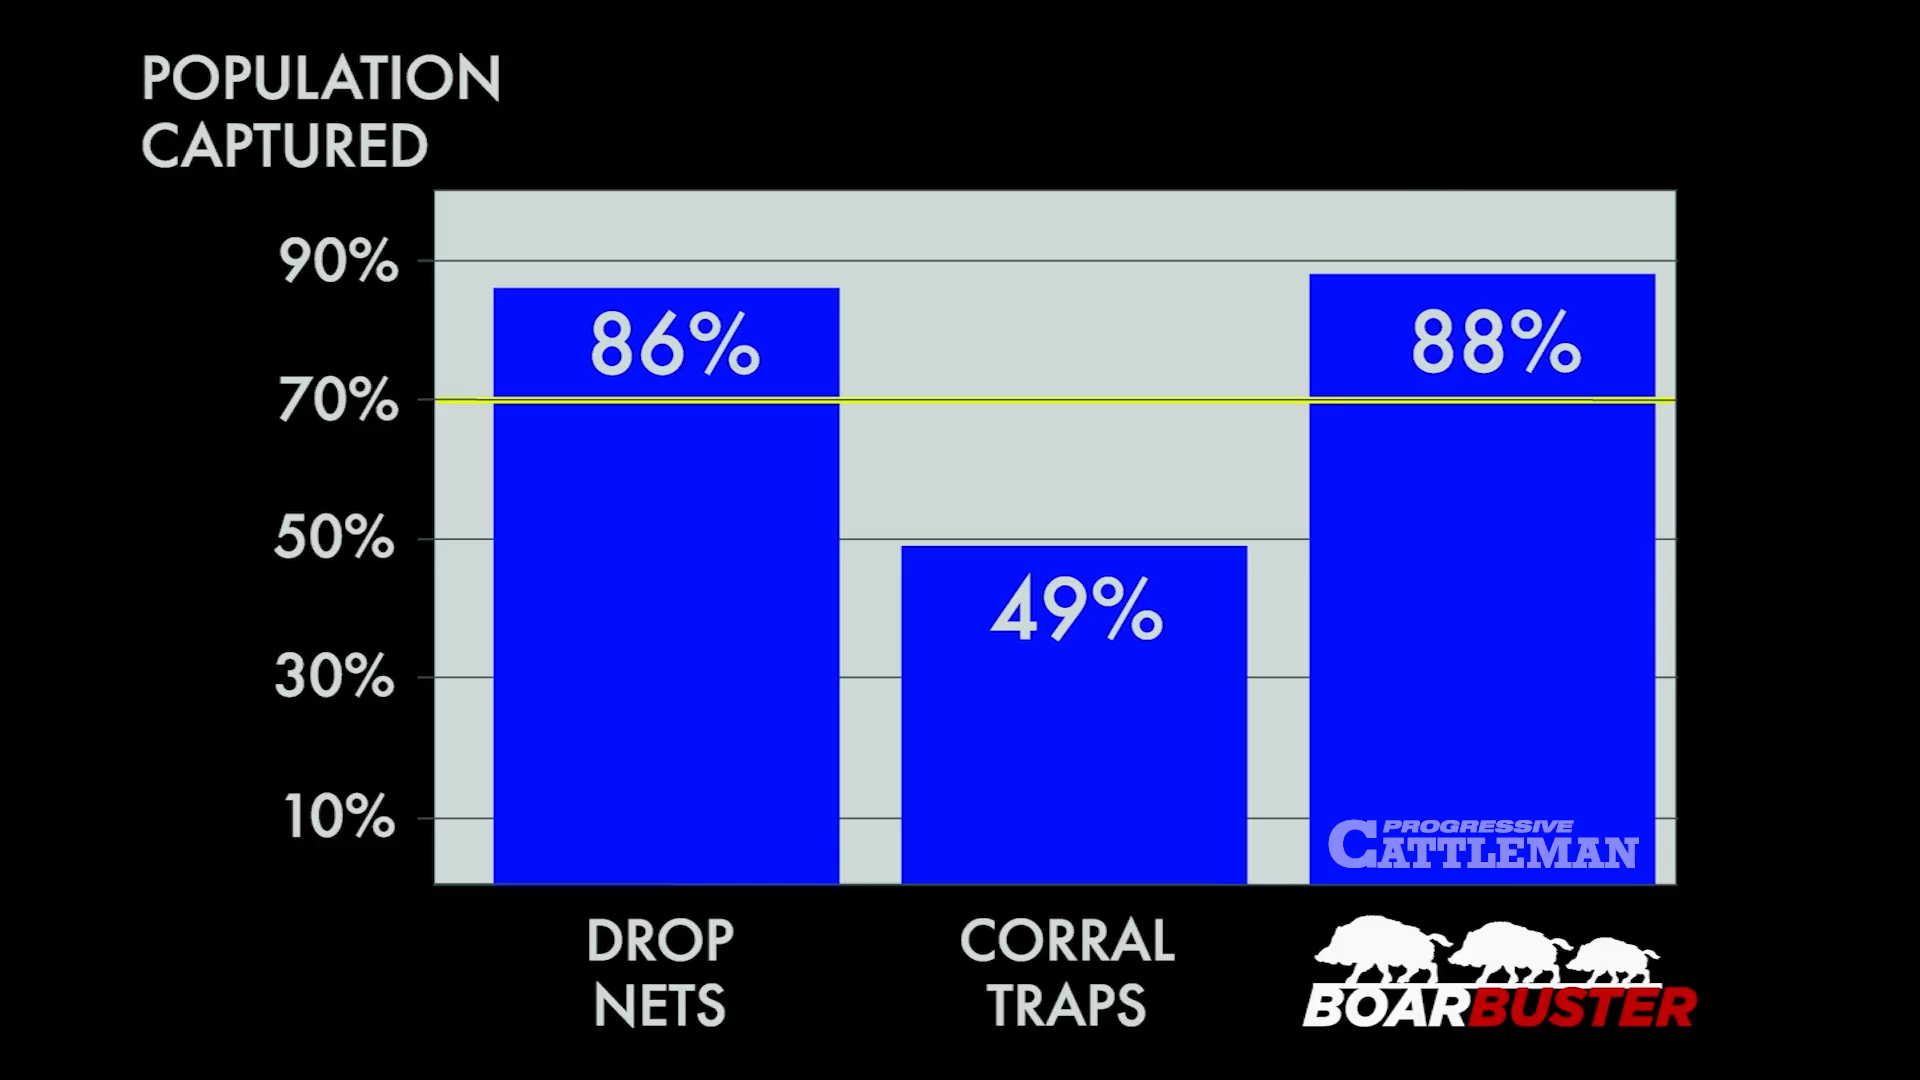 POPULATION
CAPTURED
90%
70%
50%
30%
10%
86%
49%
88%
PROGRESSIVE
CATTLEMAN
DROP
NETS
CORRAL
TRAPS
BOARBUSTER